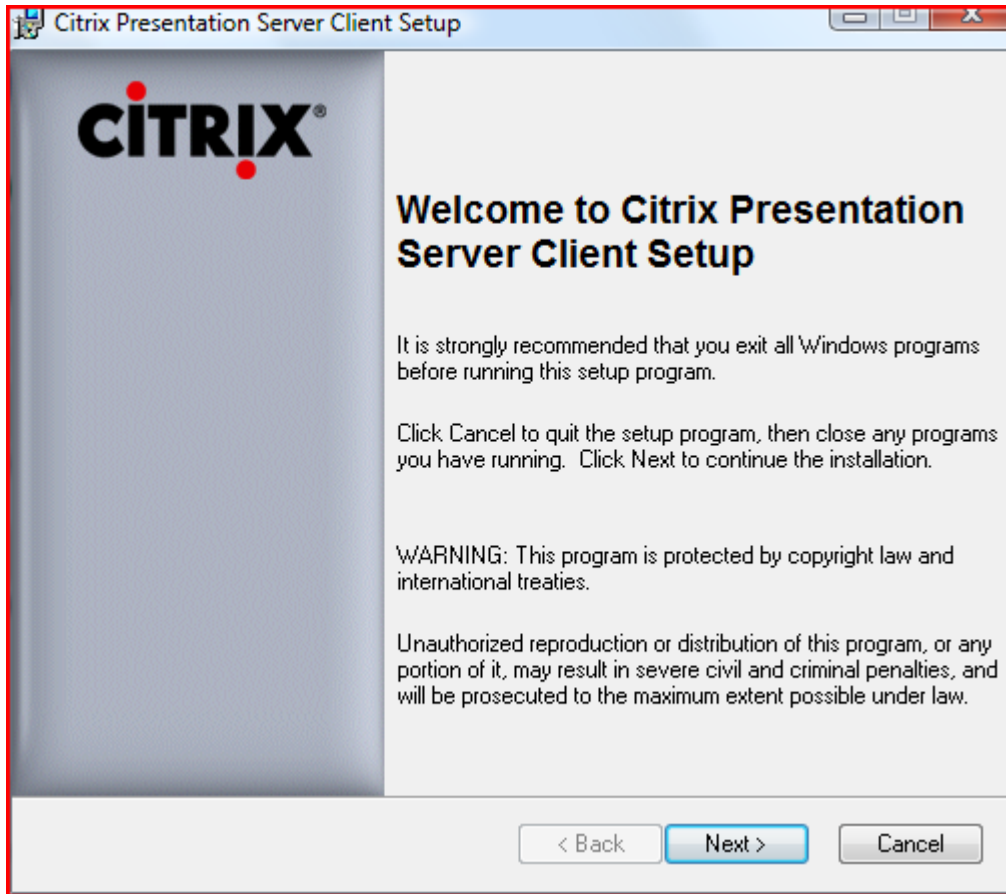 Citrix Presentation Server Client Setup
CİTRỊX®
Welcome to Citrix Presentation
Server Client Setup
It is strongly recommended that you exit all Windows programs
before running this setup program.
Click Cancel to quit the setup program, then close any programs
you have running.  Click Next to continue the installation.
WARNING: This program is protected by copyright law and
international treaties.
Unauthorized reproduction or distribution of this program, or any
portion of it, may result in severe civil and criminal penalties, and
will be prosecuted to the maximum extent possible under law.
< Back Next > Cancel